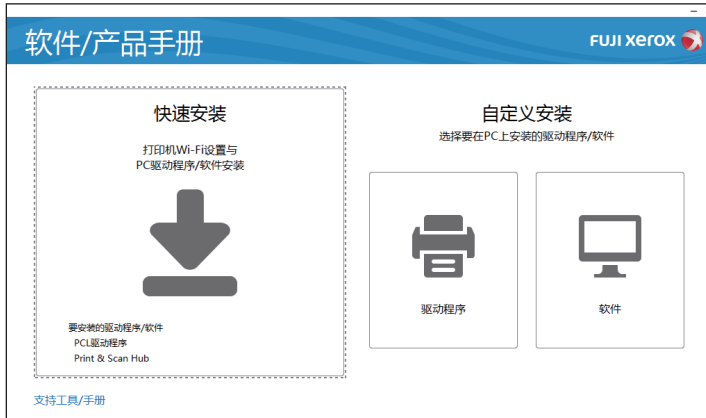 软件/产品手册
FUJI xerox
快速安装
打印机Wi-Fi设置与
PC驱动程序/软件安装
要安装的驱动程序/软件
PCL驱动程序
Print & Scan Hub
自定义安装
选择要在PC上安装的驱动程序/软件
驱动程序
软件
支持工具/手册